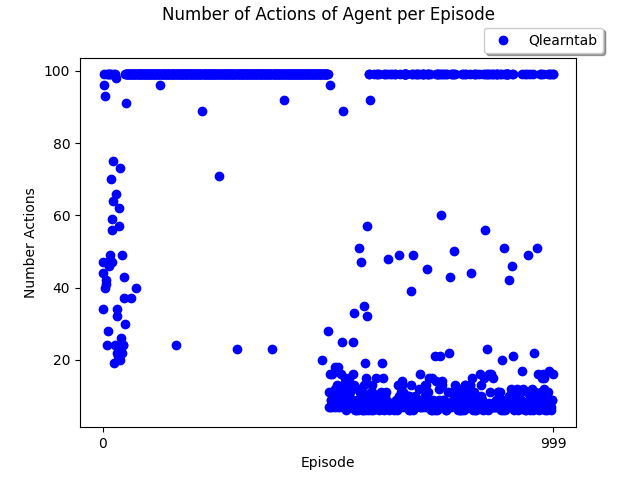 Number of Actions of Agent per Episode
Qlearntab
100
80
60
40
20
Number Actions
0
999
Episode